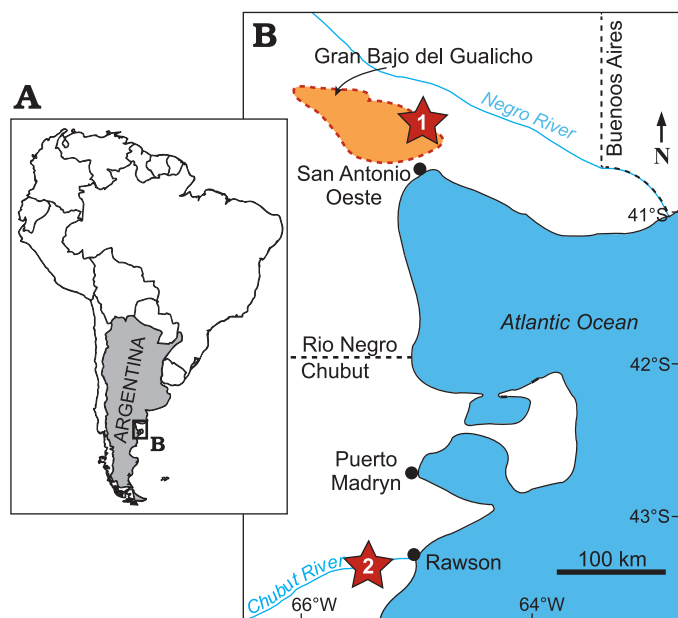 A
ARGENTINA
B
B
Gran Bajo del Gualicho
1
Negro River
Buenoos Aires
N
San Antonio
Oeste
41°S
Atlantic Ocean
Rio Negro
Chubut
42°S
Puerto
Madryn
43°S
2
Rawson
100 km
Chubut River
66°W
64°W